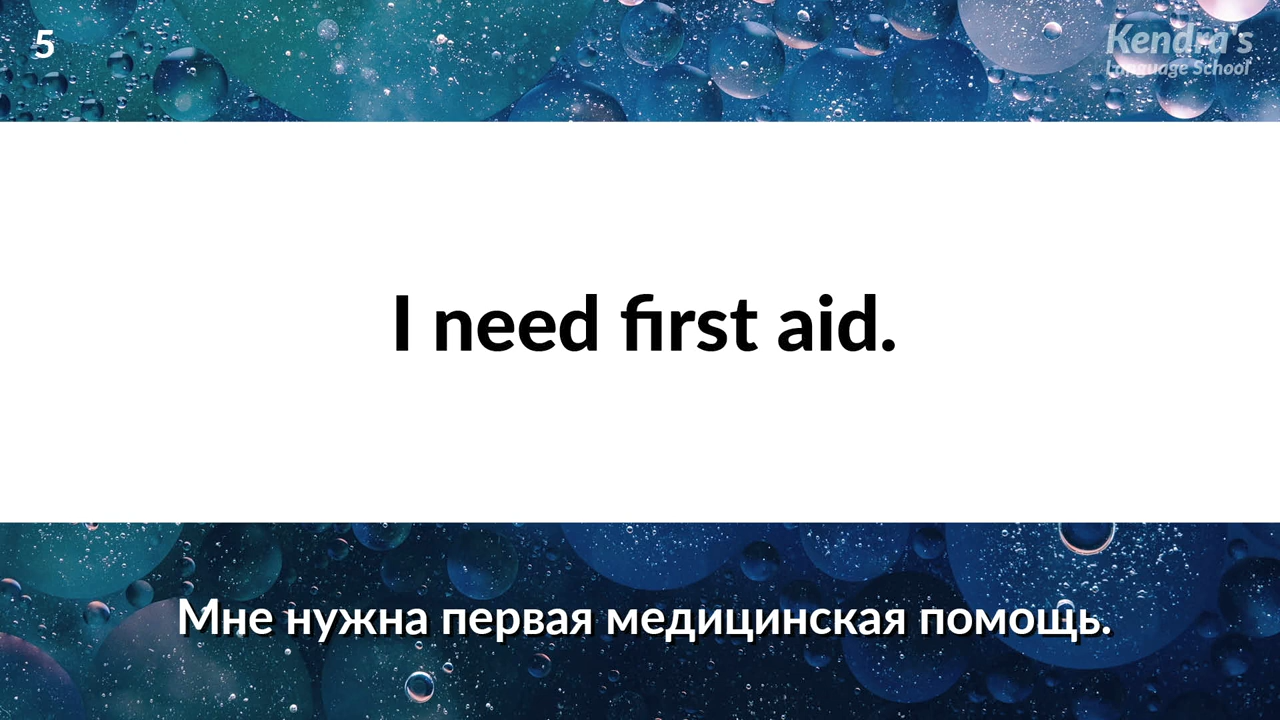 5
Kendra's
Language School
I need first aid.
Мне нужна первая медицинская помощь.